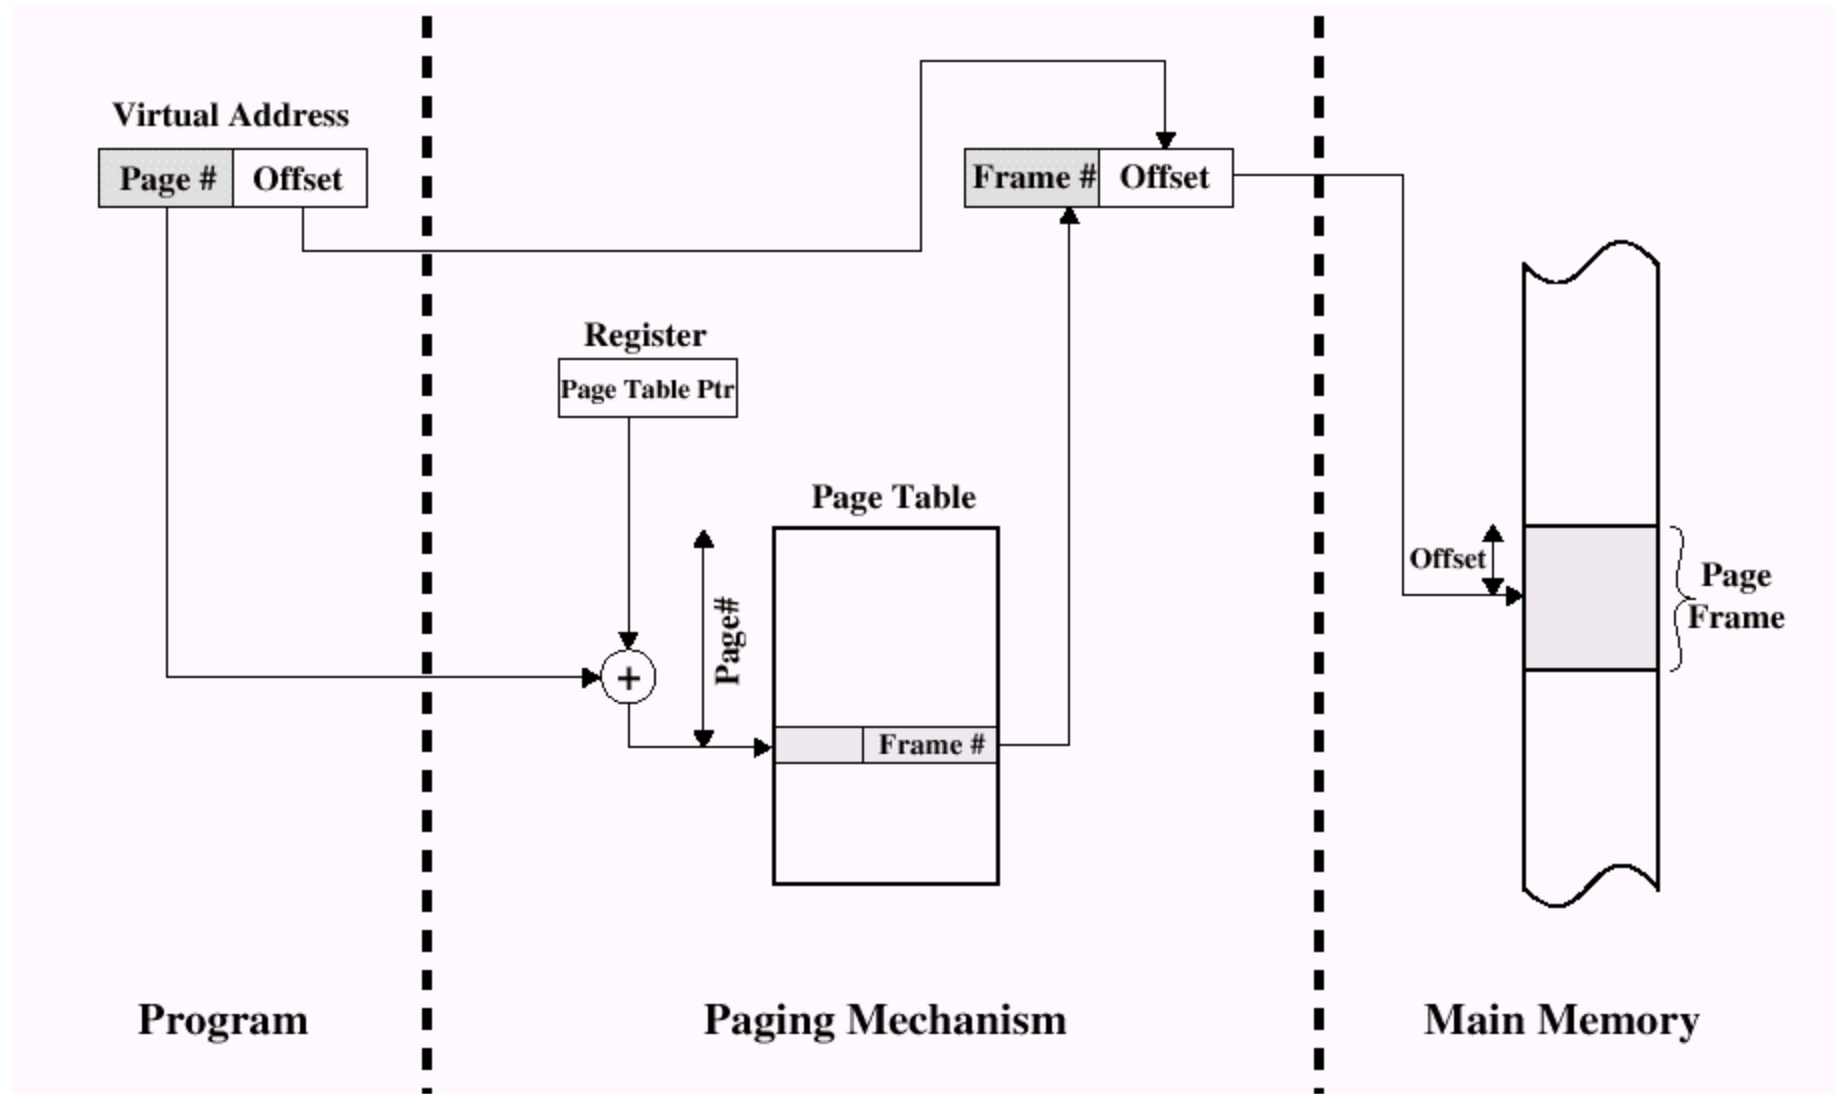 Virtual Address
Page # Offset
Frame # Offset
Register
Page Table Ptr
Page Table
Page#
+
Frame #
Offset
Page
Frame
Program
Paging Mechanism
Main Memory